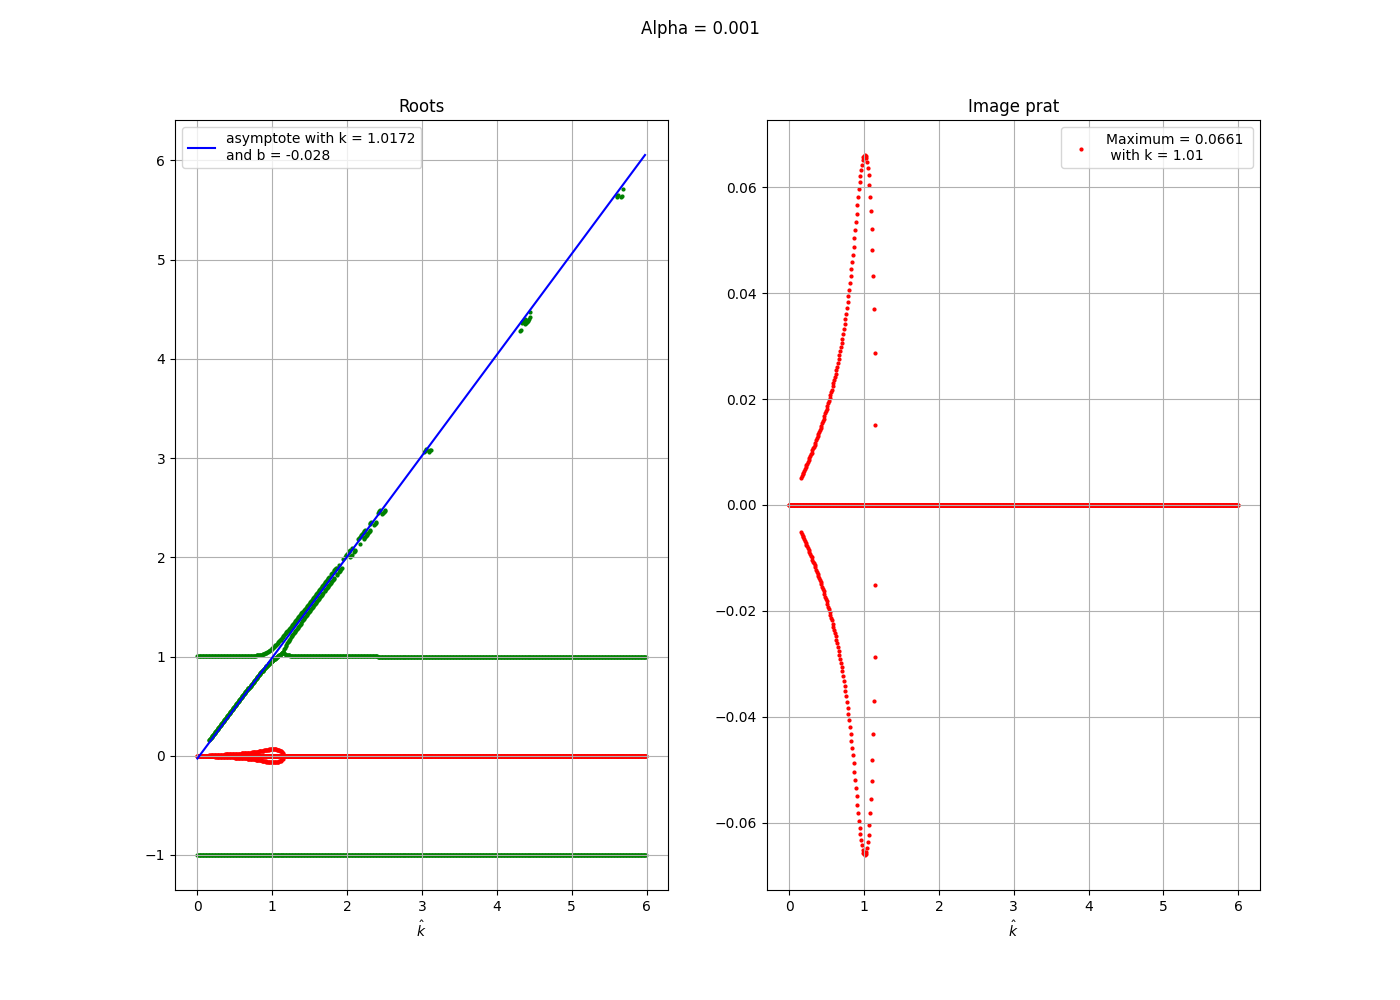 Alpha = 0.001
Roots
asymptote with k = 1.0172
and b = -0.028
6
5
4
3
2
1
0
−1
0 1 2 3 4 5 6
k̂
Image prat
Maximum = 0.0661
with k = 1.01
0.06
0.04
0.02
0.00
−0.02
−0.04
−0.06
0 1 2 3 4 5 6
k̂